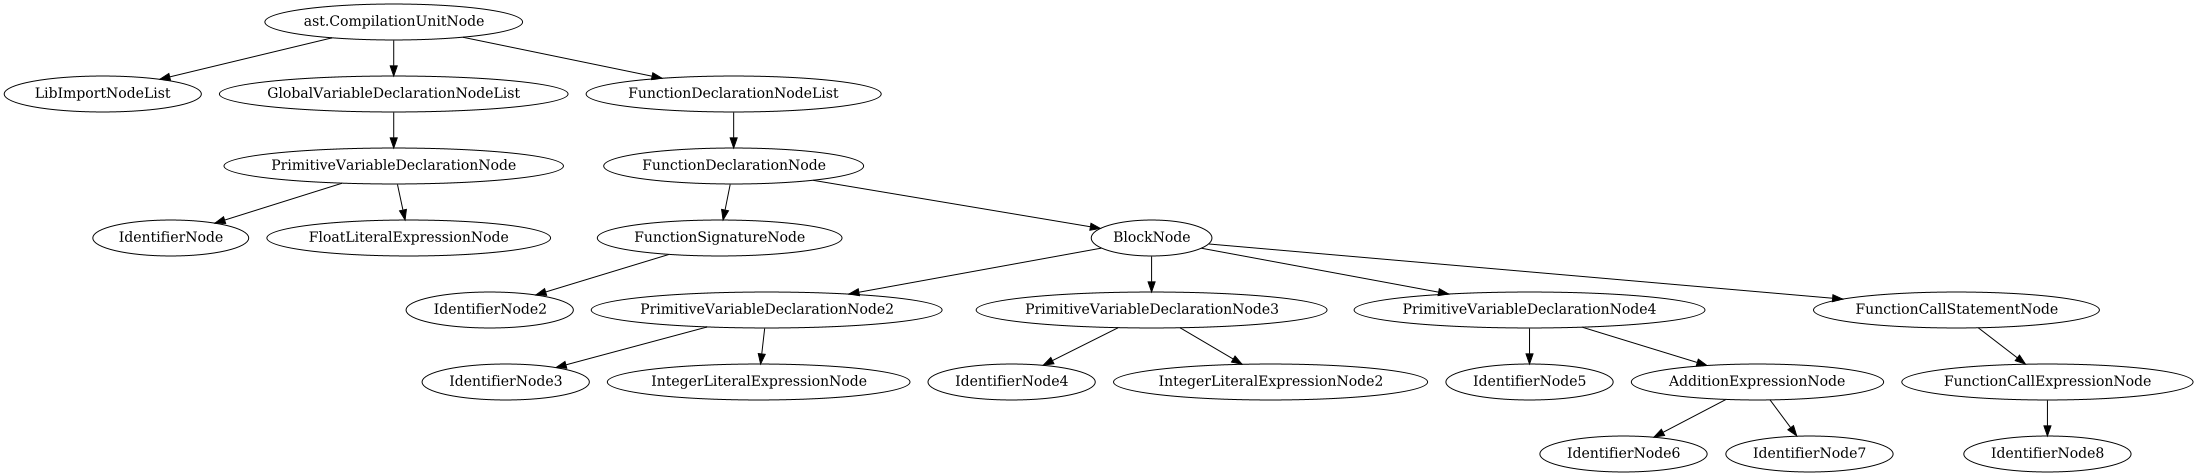 ast.CompilationUnitNode
LibImportNodeList
GlobalVariableDeclarationNodeList
FunctionDeclarationNodeList
PrimitiveVariableDeclarationNode
FunctionDeclarationNode
IdentifierNode
FloatLiteralExpressionNode
FunctionSignatureNode
BlockNode
IdentifierNode2
PrimitiveVariableDeclarationNode2
PrimitiveVariableDeclarationNode3
PrimitiveVariableDeclarationNode4
FunctionCallStatementNode
IdentifierNode3
IntegerLiteralExpressionNode
IdentifierNode4
IntegerLiteralExpressionNode2
IdentifierNode5
AdditionExpressionNode
FunctionCallExpressionNode
IdentifierNode6
IdentifierNode7
IdentifierNode8